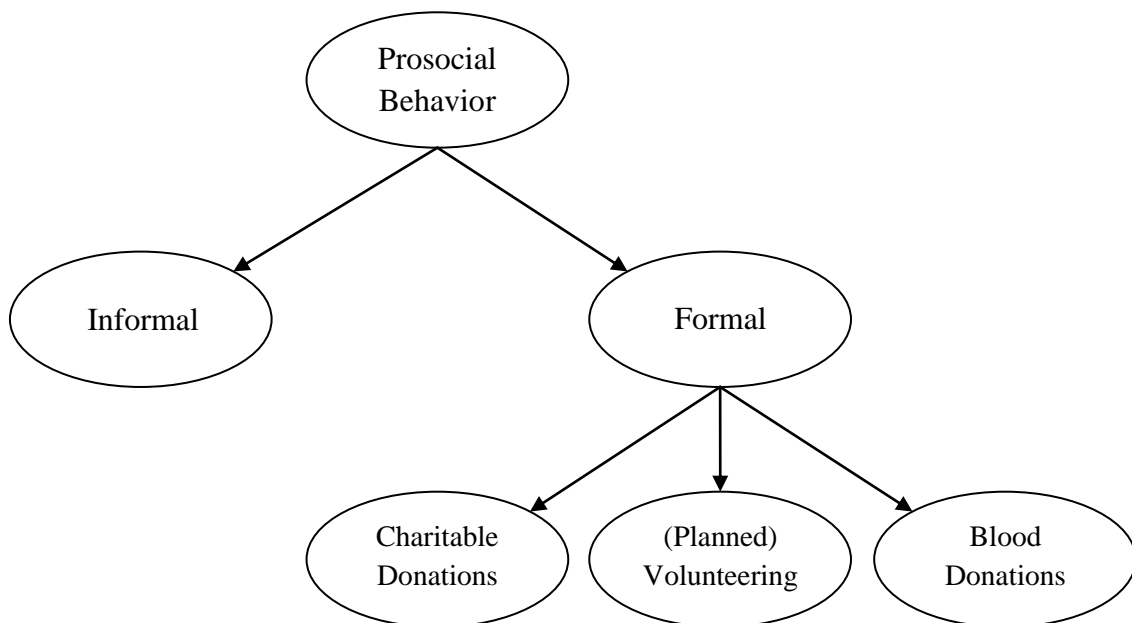 Prosocial
Behavior
Informal
Formal
Charitable
Donations
(Planned)
Volunteering
Blood
Donations